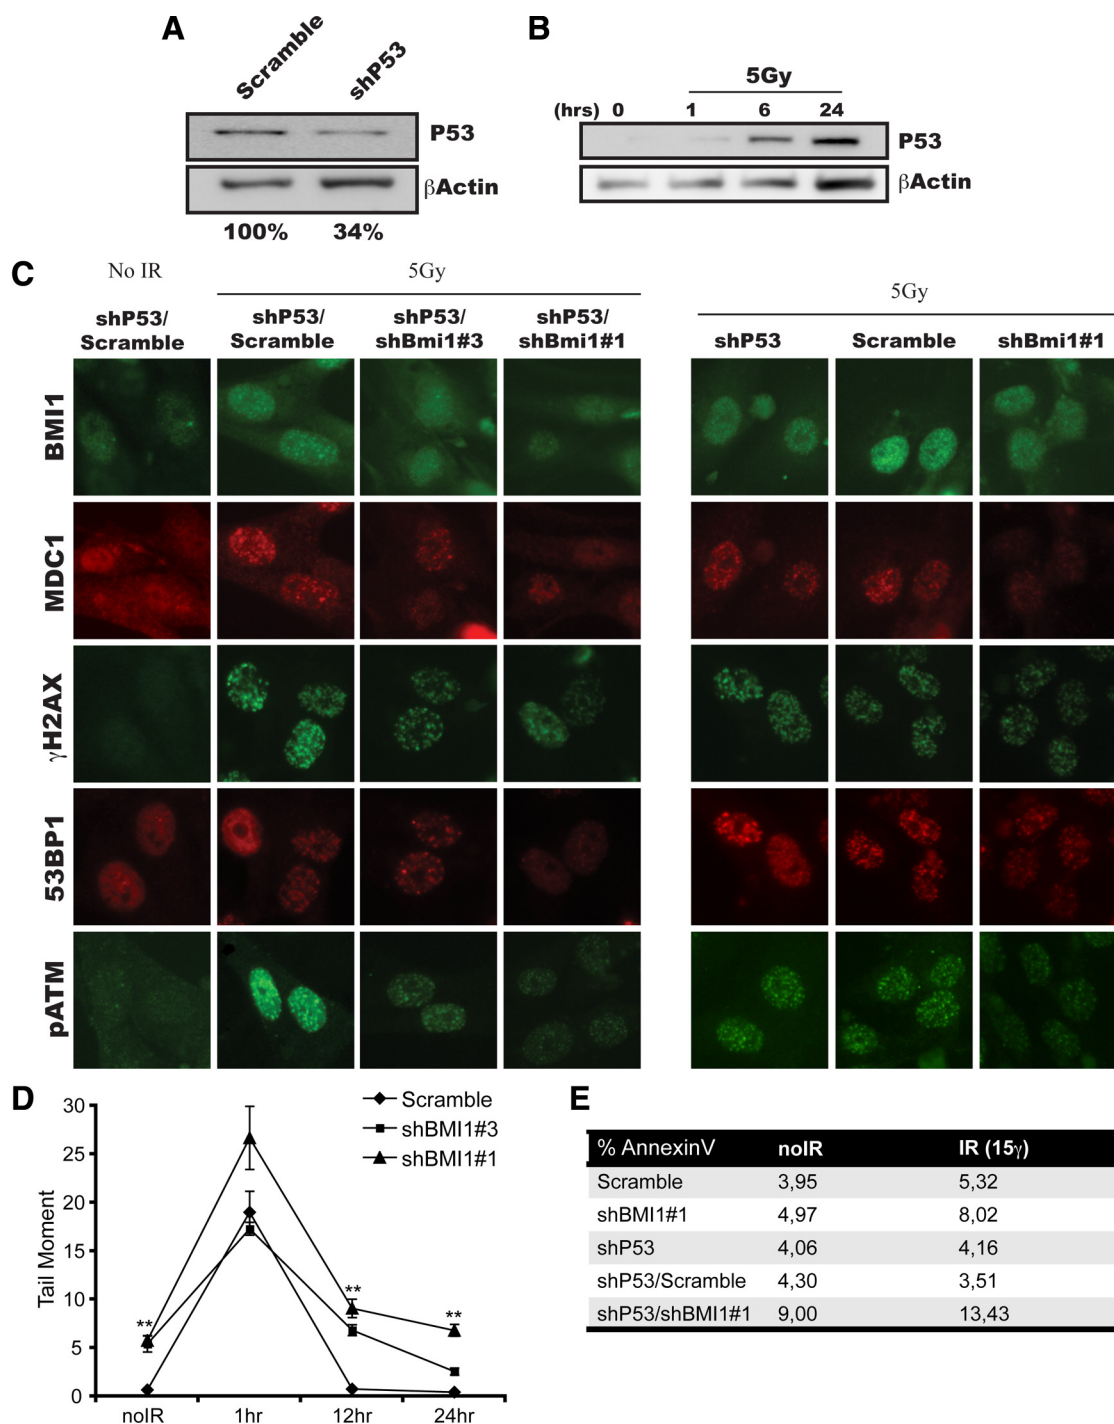 A
Scramble
shP53
P53
βActin
100% 34%
B
5Gy
(hrs) 0 1 6 24
P53
βActin
C
No IR
5Gy
5Gy
shP53/
Scramble
shP53/
Scramble
shP53/
shBmi1#3
shP53/
shBmi1#1
shP53
Scramble
shBmi1#1
BMI1
MDC1
γH2AX
53BP1
pATM
D
30
25
20
15
10
5
0
Tail Moment
Scramble
shBMI1#3
shBMI1#1
**
**
**
noIR 1hr 12hr 24hr
E
% AnnexinV noIR IR (15γ)
Scramble 3,95 5,32
shBMI1#1 4,97 8,02
shP53 4,06 4,16
shP53/Scramble 4,30 3,51
shP53/shBMI1#1 9,00 13,43